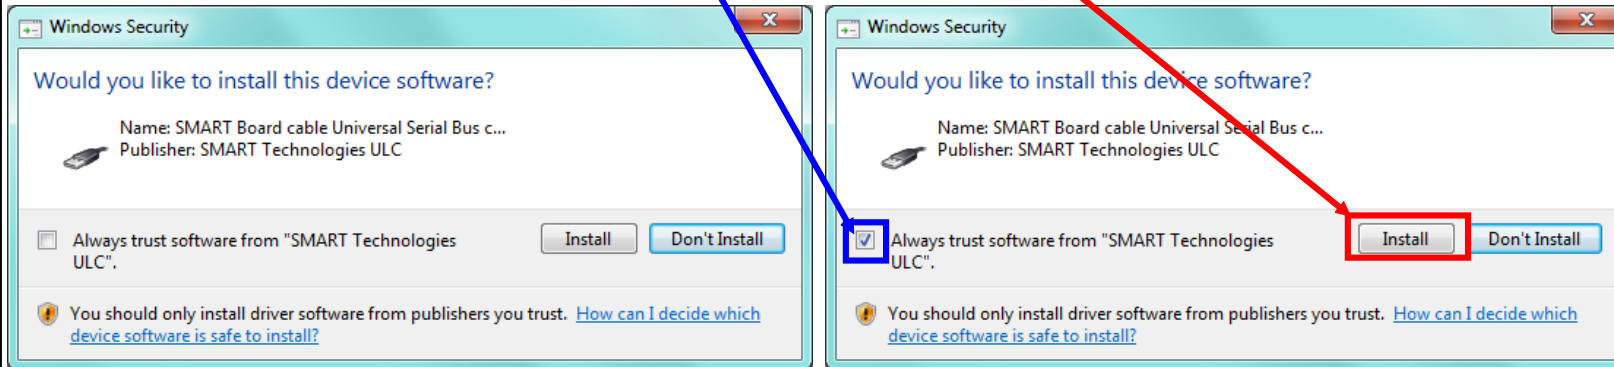 Windows Security
Would you like to install this device software?
Name: SMART Board cable Universal Serial Bus c...
Publisher: SMART Technologies ULC
Always trust software from "SMART Technologies
ULC".
Install
Don't Install
You should only install driver software from publishers you trust. How can I decide which
device software is safe to install?
Windows Security
Would you like to install this device software?
Name: SMART Board cable Universal Serial Bus c...
Publisher: SMART Technologies ULC
Always trust software from "SMART Technologies
ULC".
Install
Don't Install
You should only install driver software from publishers you trust. How can I decide which
device software is safe to install?